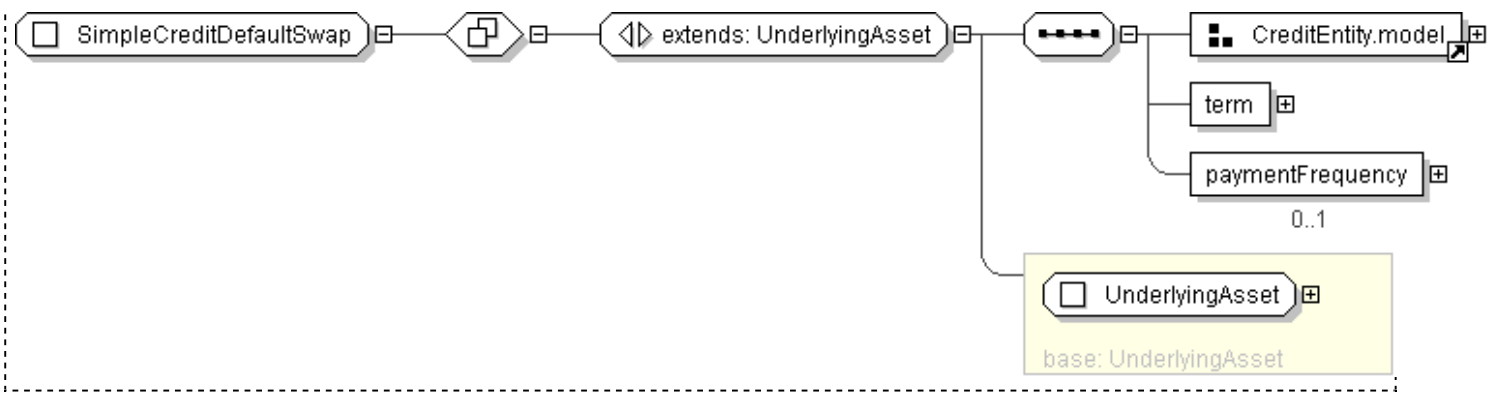 SimpleCreditDefaultSwap
extends: UnderlyingAsset
CreditEntity.model
term
paymentFrequency
0..1
UnderlyingAsset
base: UnderlyingAsset